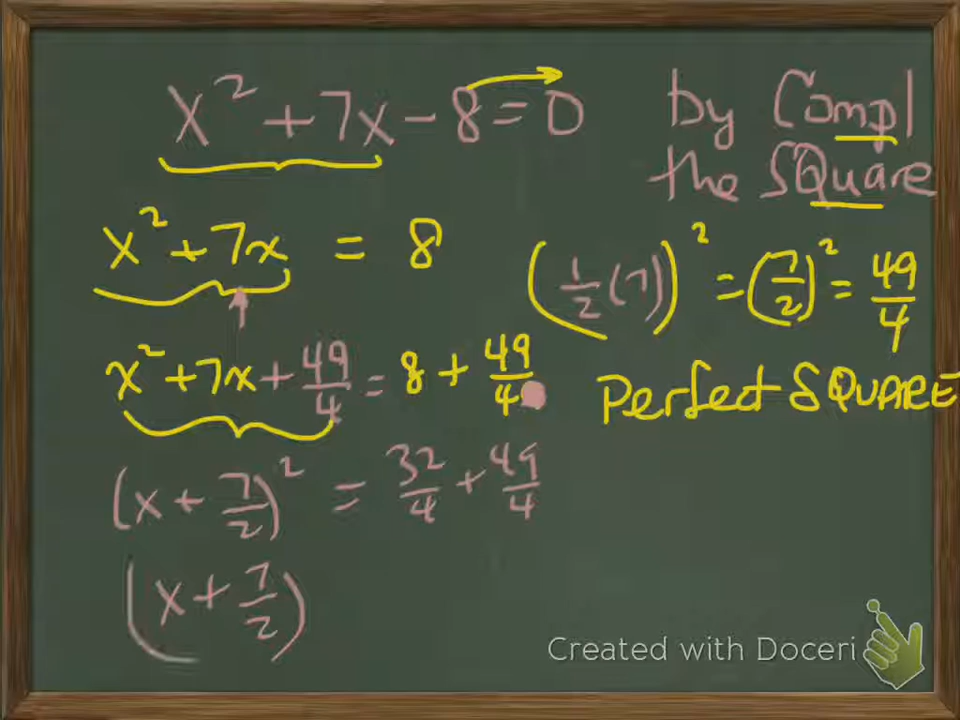 x² + 7x - 8 = 0 by Compl
the SQuare
x² + 7x = 8
(1/2 (7))² = (7/2)² = 49/4
x² + 7x + 49/4 = 8 + 49/4
Perfect SQUARE
(x + 7/2)² = 32/4 + 49/4
(x + 7/2)
Created with Doceri